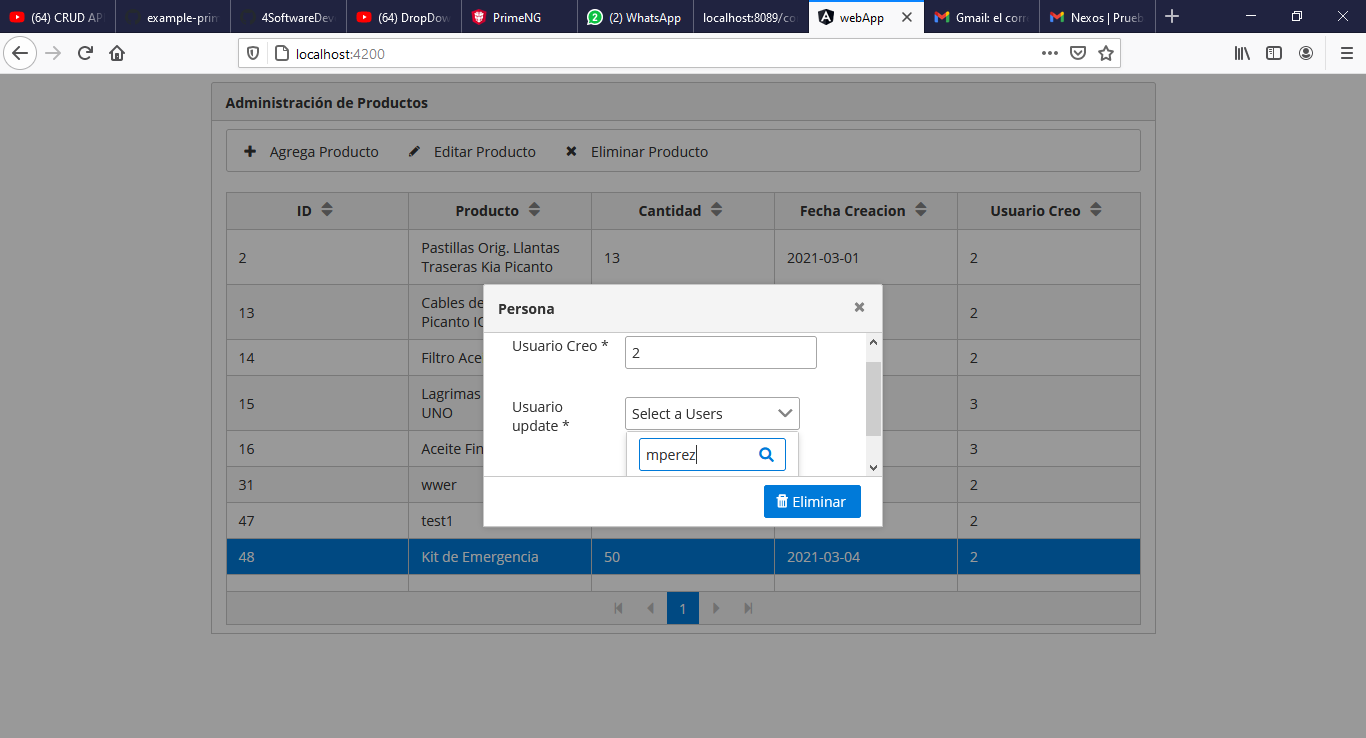 (64) CRUD AP
example-prim
4SoftwareDev
(64) DropDow
PrimeNG
2 (2) WhatsApp
localhost:8089/co
webApp
Gmail: el corre
Nexos | Prueb
localhost:4200
Administración de Productos
Agrega Producto Editar Producto Eliminar Producto
ID Producto Cantidad Fecha Creacion Usuario Creo
2 Pastillas Orig. Llantas Traseras Kia Picanto 13 2021-03-01 2
13 Cables de Picanto 2
14 Filtro Ace 2
15 Lagrimas UNO 3
16 Aceite Fin 3
31 wwer 2
47 test1 2
48 Kit de Emergencia 50 2021-03-04 2
1
Persona
Usuario Creo * 2
Usuario update * Select a Users
mperez
Eliminar